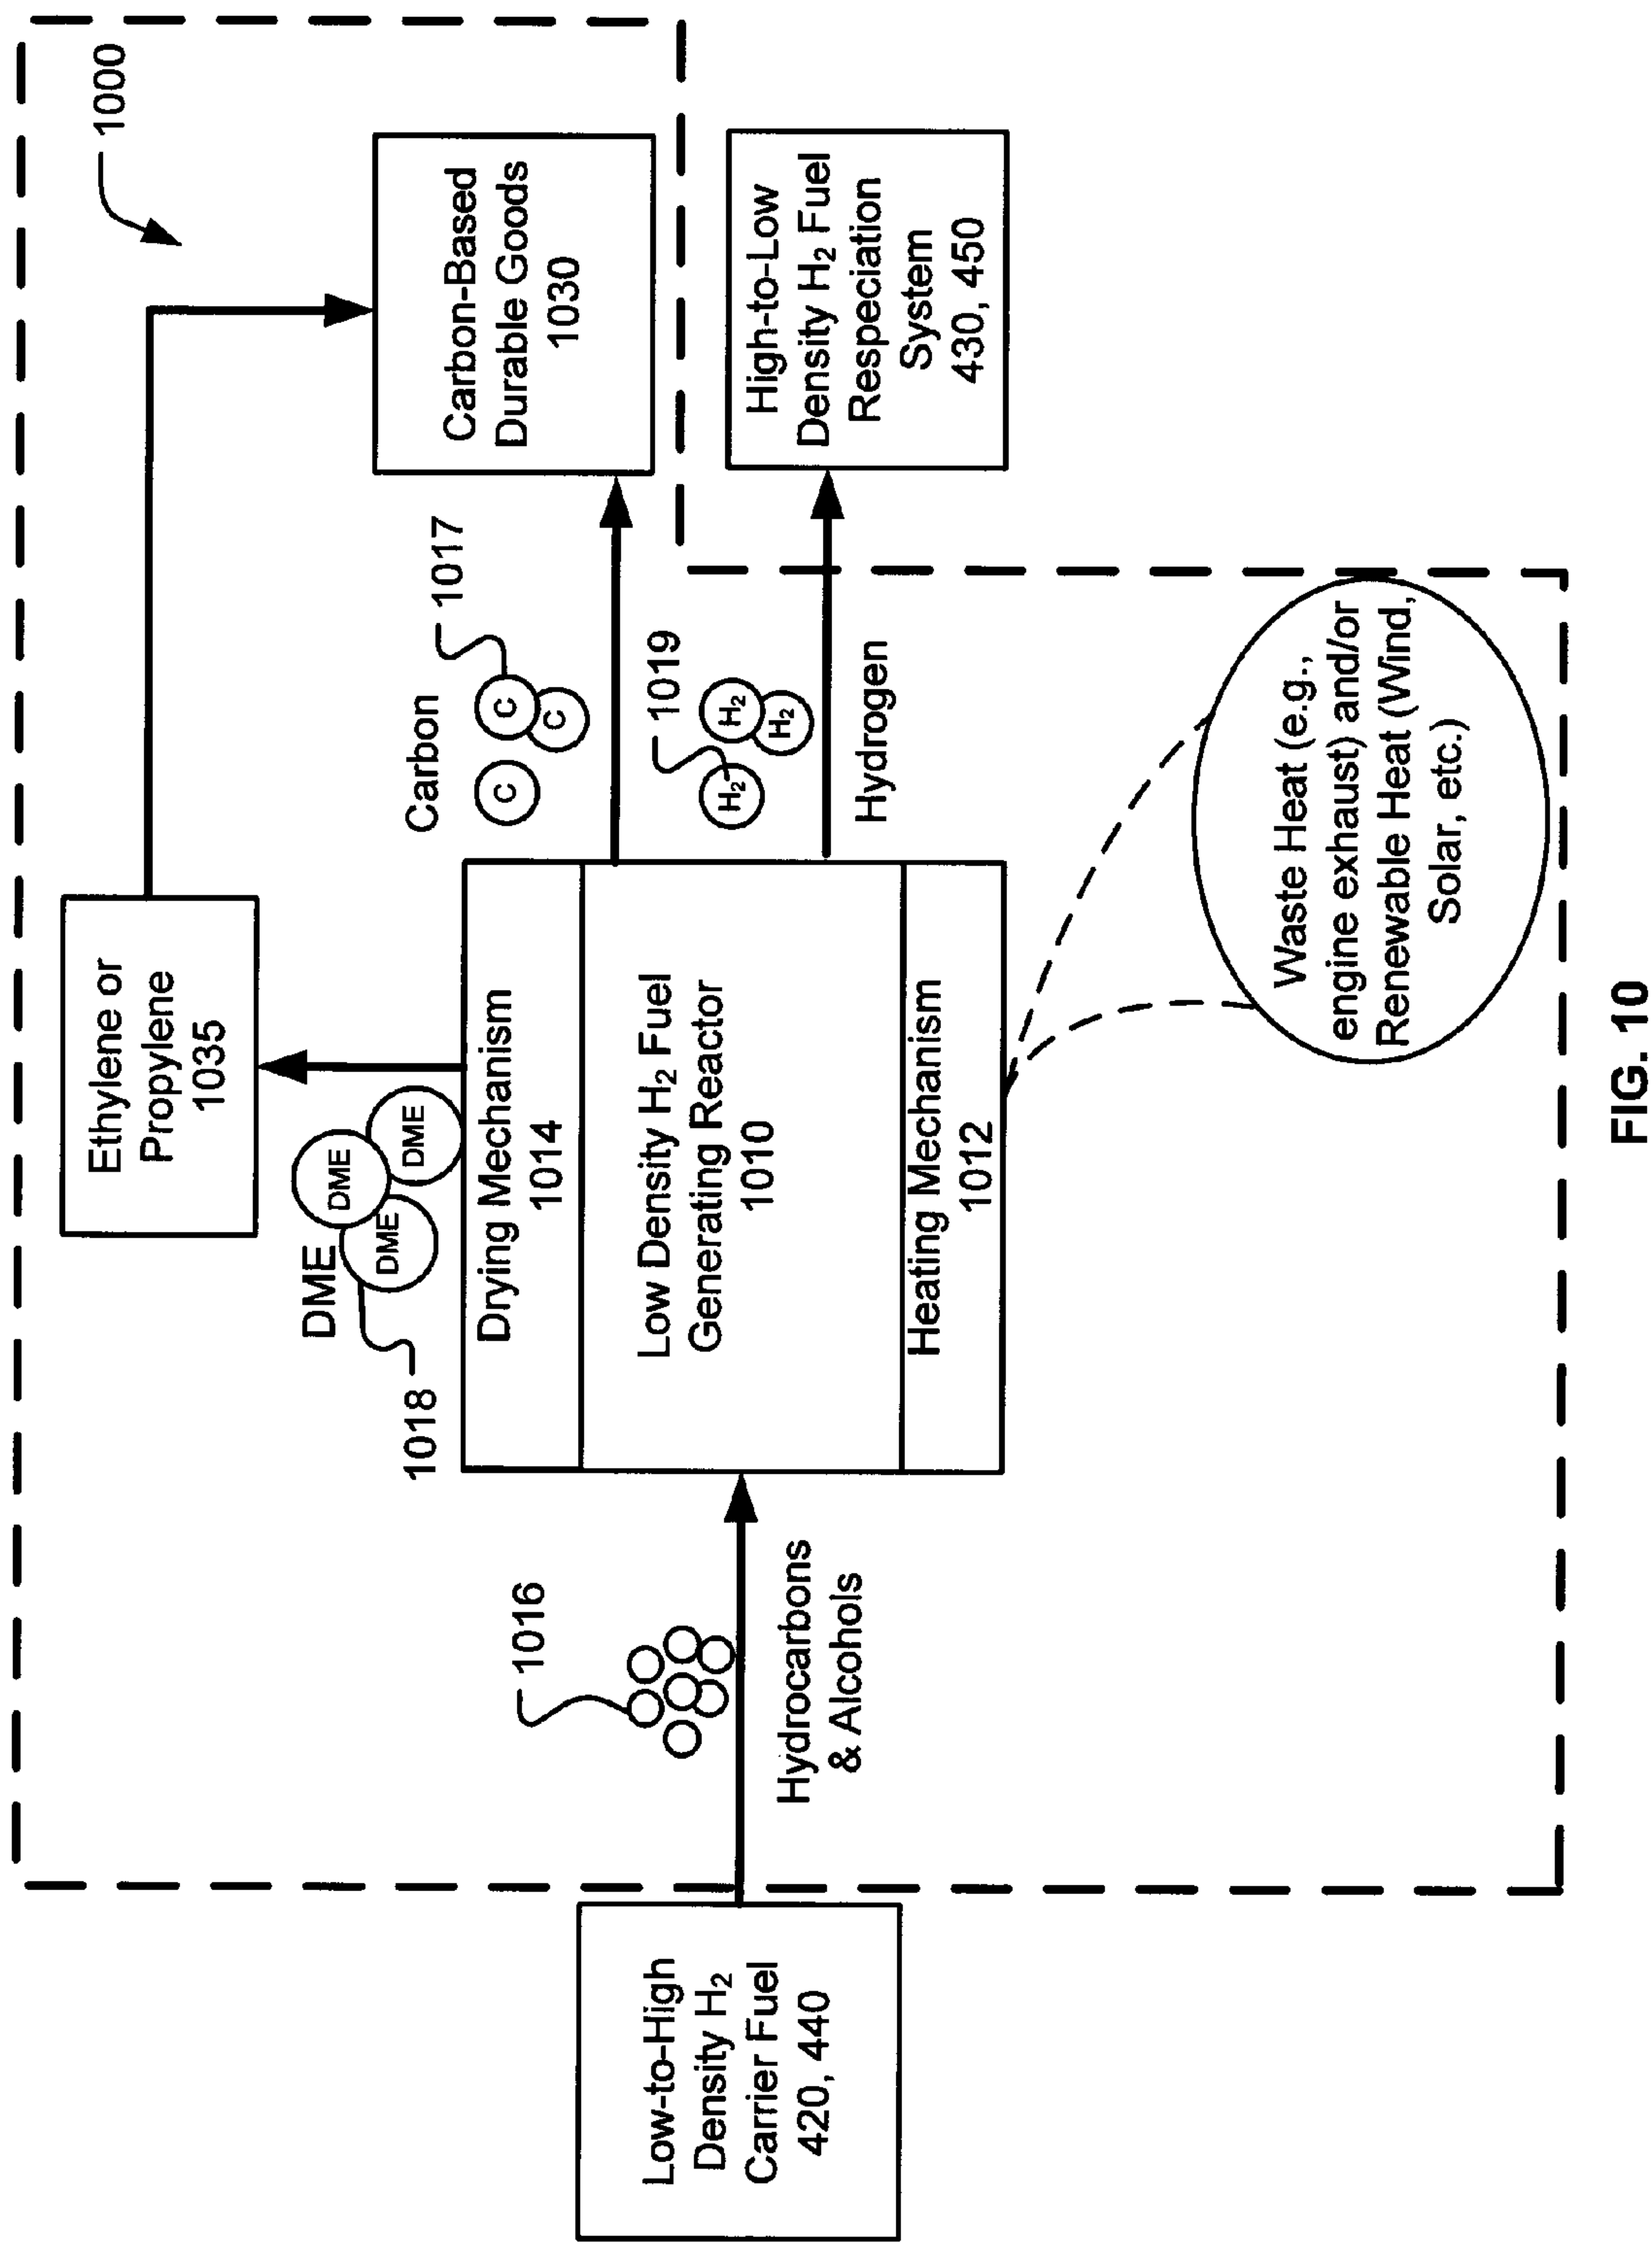 1000
Ethylene or
Propylene
1035
DME
DME
DME
DME
1018
Carbon
C
C
C
1017
Carbon-Based
Durable Goods
1030
Low-to-High
Density H₂
Carrier Fuel
420, 440
1016
Hydrocarbons
& Alcohols
Drying Mechanism
1014
Low Density H₂ Fuel
Generating Reactor
1010
Heating Mechanism
1012
1019
H₂
H₂
H₂
Hydrogen
High-to-Low
Density H₂ Fuel
Respeciation
System
430, 450
Waste Heat (e.g.,
engine exhaust) and/or
Renewable Heat (Wind,
Solar, etc.)
FIG. 10